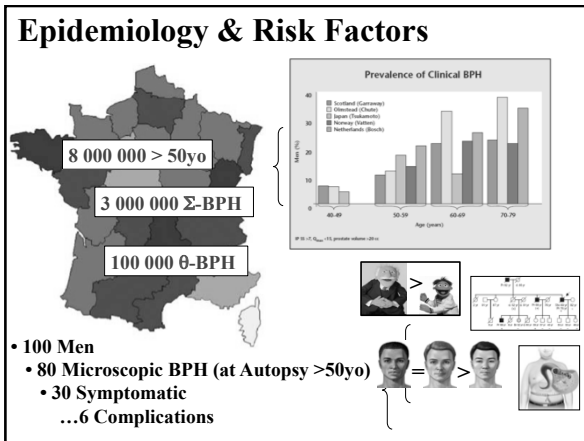 Epidemiology & Risk Factors
8 000 000 > 50yo
3 000 000 Σ-BPH
100 000 θ-BPH
Prevalence of Clinical BPH
Scotland (Garraway)
Olmstead (Chute)
Japan (Tsukamoto)
Norway (Vatten)
Netherlands (Bosch)
Men (%)
40
30
20
10
0
40-49
50-59
60-69
70-79
Age (years)
>
= >
• 100 Men
• 80 Microscopic BPH (at Autopsy >50yo)
• 30 Symptomatic
…6 Complications